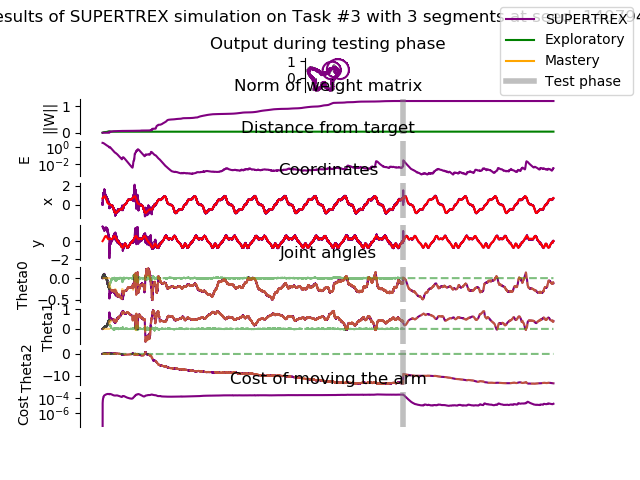 esults of SUPERTREX simulation on Task #3 with 3 segments at seed
SUPERTREX
Exploratory
Mastery
Test phase
Output during testing phase
1
0
Norm of weight matrix
||W||
1
0
Distance from target
E
10^0
10^-2
Coordinates
x
2
0
y
0
−2
Joint angles
Theta0
0.0
−0.5
Theta1
1
0
Theta2
0
−10
Cost of moving the arm
Cost
10^-4
10^-6